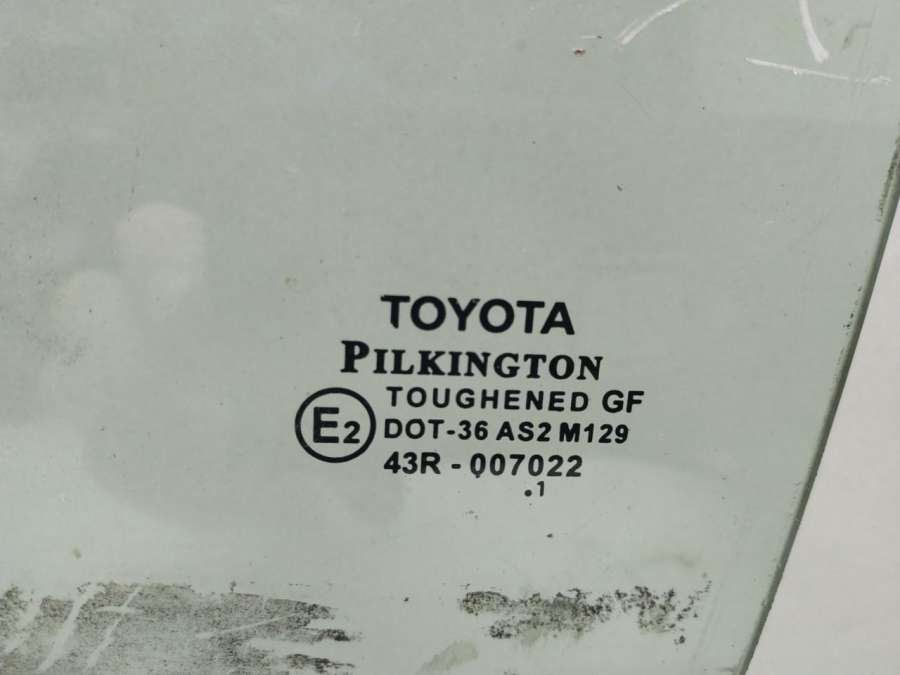 TOYOTA
PILKINGTON
TOUGHENED GF
E2 DOT-36 AS2 M129
43R - 007022
.1